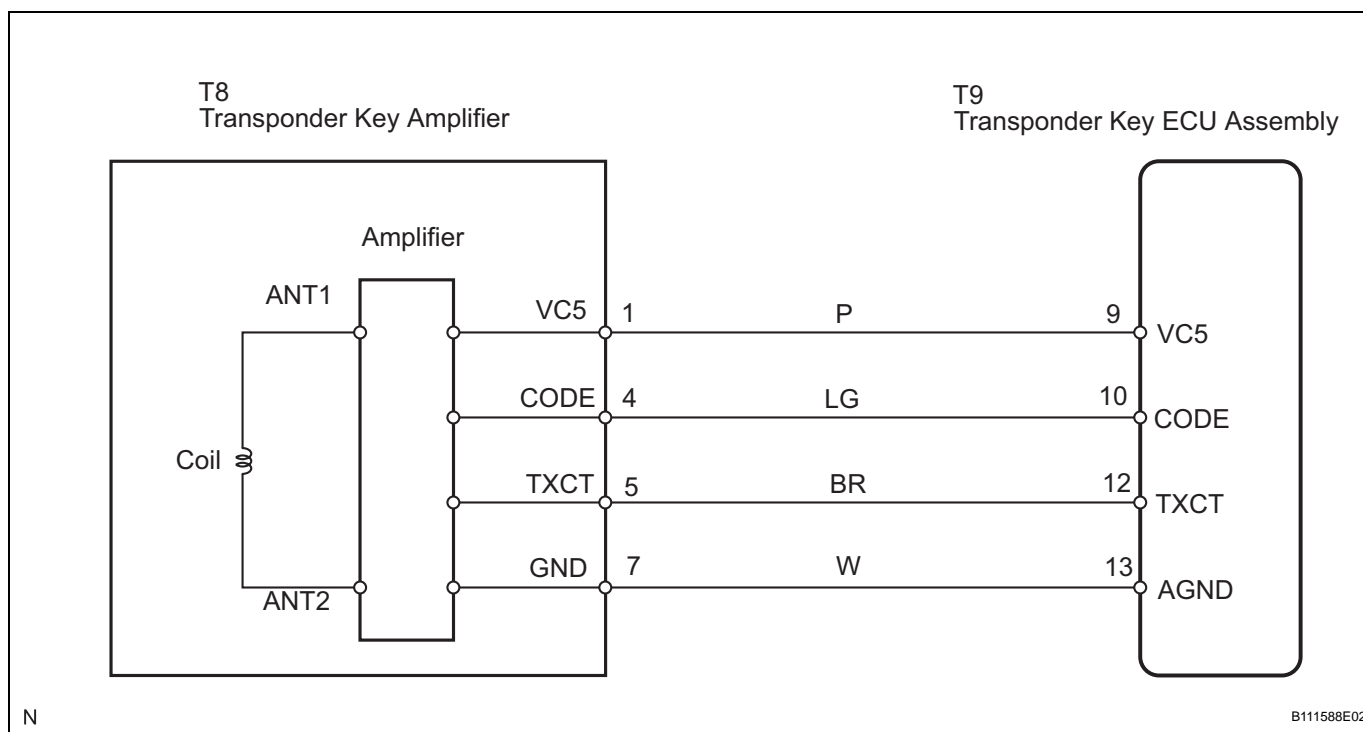 T8
Transponder Key Amplifier
T9
Transponder Key ECU Assembly
Amplifier
ANT1
VC5 1 P 9 VC5
CODE 4 LG 10 CODE
Coil
TXCT 5 BR 12 TXCT
GND 7 W 13 AGND
ANT2
N
B111588E02